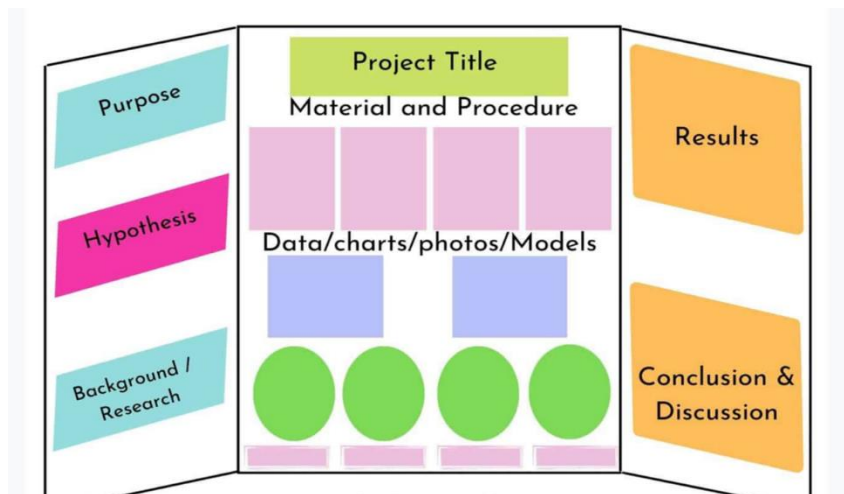 Purpose
Hypothesis
Background /
Research
Project Title
Material and Procedure
Data/charts/photos/Models
Results
Conclusion &
Discussion